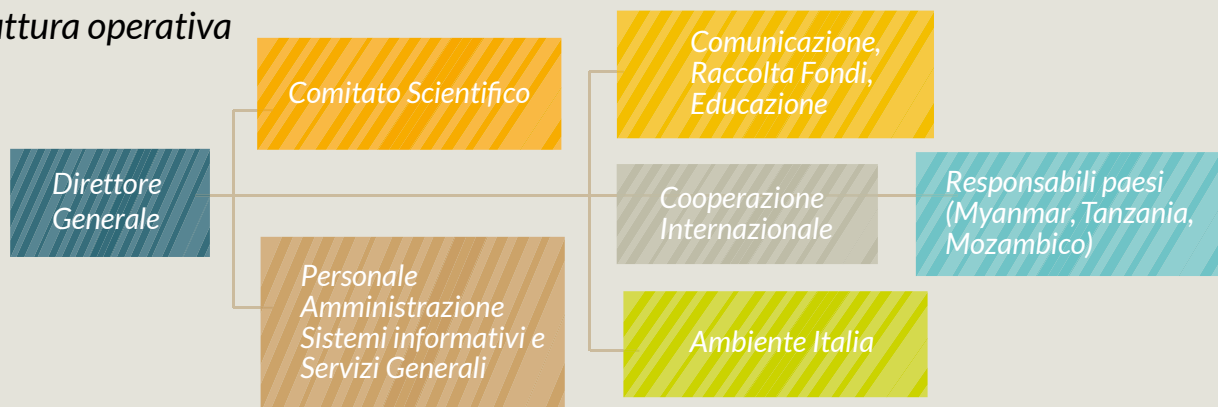 operativa
Comitato Scientifico
Comunicazione,
Raccolta Fondi,
Educazione
Direttore
Generale
Cooperazione
Internazionale
Responsabili paesi
(Myanmar, Tanzania,
Mozambico)
Personale
Amministrazione
Sistemi informativi e
Servizi Generali
Ambiente Italia